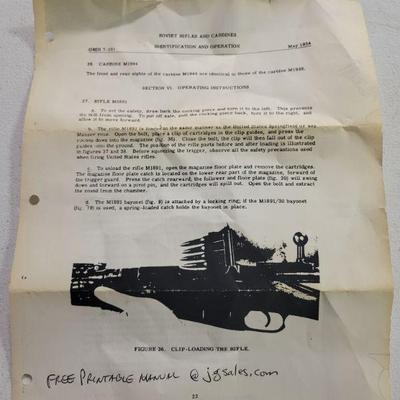 SOVIET RIFLES AND CARBINES
ORDI 7-101 IDENTIFICATION AND OPERATION May 1954
26. CARBINE M1944
The front and rear sights of the carbine M1944 are identical to those of the carbine M1938.
SECTION VI. OPERATING INSTRUCTIONS
27. RIFLE M1891
a. To set the safety, draw back the cocking piece and turn it to the left. This prevents
the bolt from opening. To put off safe, pull the cocking piece back, turn it to the right, and
allow it to move forward.
b. The rifle M1891 is loaded in the same manner as the United States Springfield or any
Mauser rifle. Open the bolt, place a clip of cartridges in the clip guides, and press the
rounds down into the magazine (fig. 36). Close the bolt; the clip will then fall out of the clip
guides onto the ground. The position of the rifle parts before and after loading is illustrated
in figures 37 and 38. Before squeezing the trigger, observe all the safety precautions used
when firing United States rifles.
c. To unload the rifle M1891, open the magazine floor plate and remove the cartridges.
The magazine floor plate catch is located on the lower rear part of the magazine, forward of
the trigger guard. Press the catch rearward; the follower and floor plate (fig. 39) will swing
down and forward on a pivot pin, and the cartridges will spill out. Open the bolt and extract
the round from the chamber.
d. The M1891 bayonet (fig. 8) is attached by a locking ring; if the M1891/30 bayonet
(fig. 7B) is used, a spring-loaded catch holds the bayonet in place.
FIGURE 36. CLIP-LOADING THE RIFLE.
FREE PRINTABLE MANUAL @ jgsales.com
22